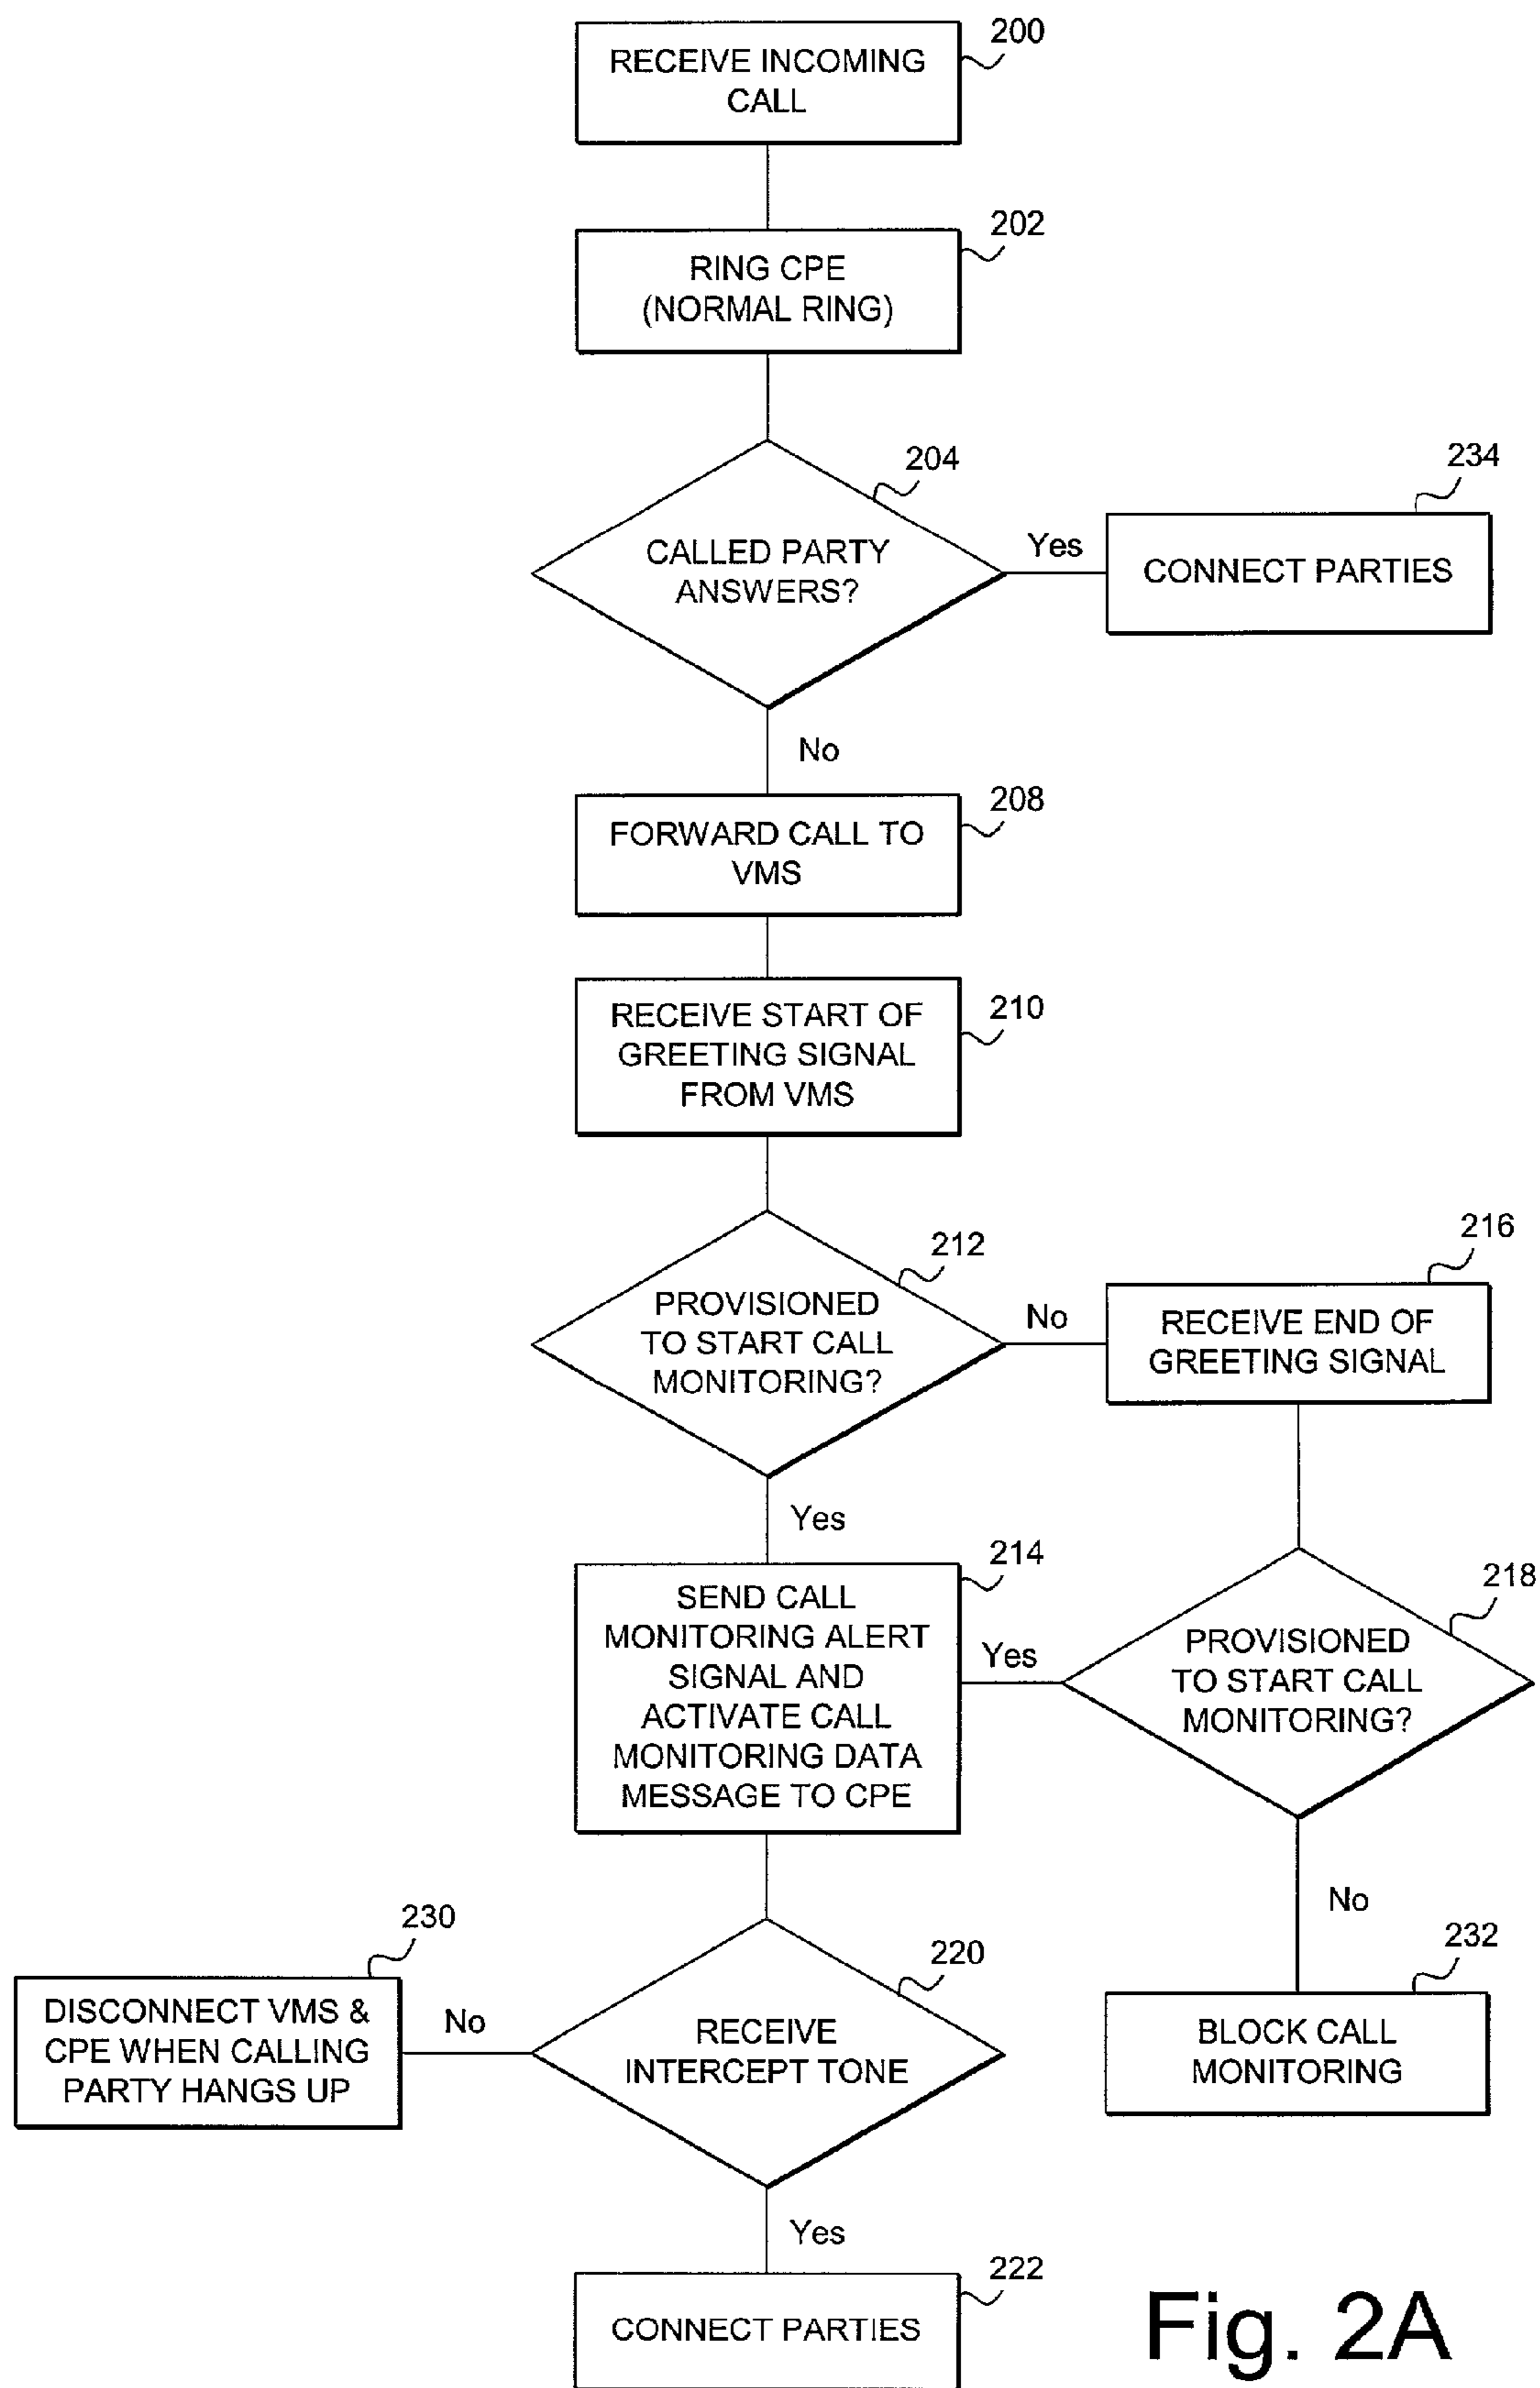 200
RECEIVE INCOMING
CALL
202
RING CPE
(NORMAL RING)
204
CALLED PARTY
ANSWERS?
Yes
234
CONNECT PARTIES
No
208
FORWARD CALL TO
VMS
210
RECEIVE START OF
GREETING SIGNAL
FROM VMS
212
PROVISIONED
TO START CALL
MONITORING?
No
216
RECEIVE END OF
GREETING SIGNAL
Yes
214
SEND CALL
MONITORING ALERT
SIGNAL AND
ACTIVATE CALL
MONITORING DATA
MESSAGE TO CPE
Yes
218
PROVISIONED
TO START CALL
MONITORING?
No
232
BLOCK CALL
MONITORING
220
RECEIVE
INTERCEPT TONE
No
230
DISCONNECT VMS &
CPE WHEN CALLING
PARTY HANGS UP
Yes
222
CONNECT PARTIES
Fig. 2A